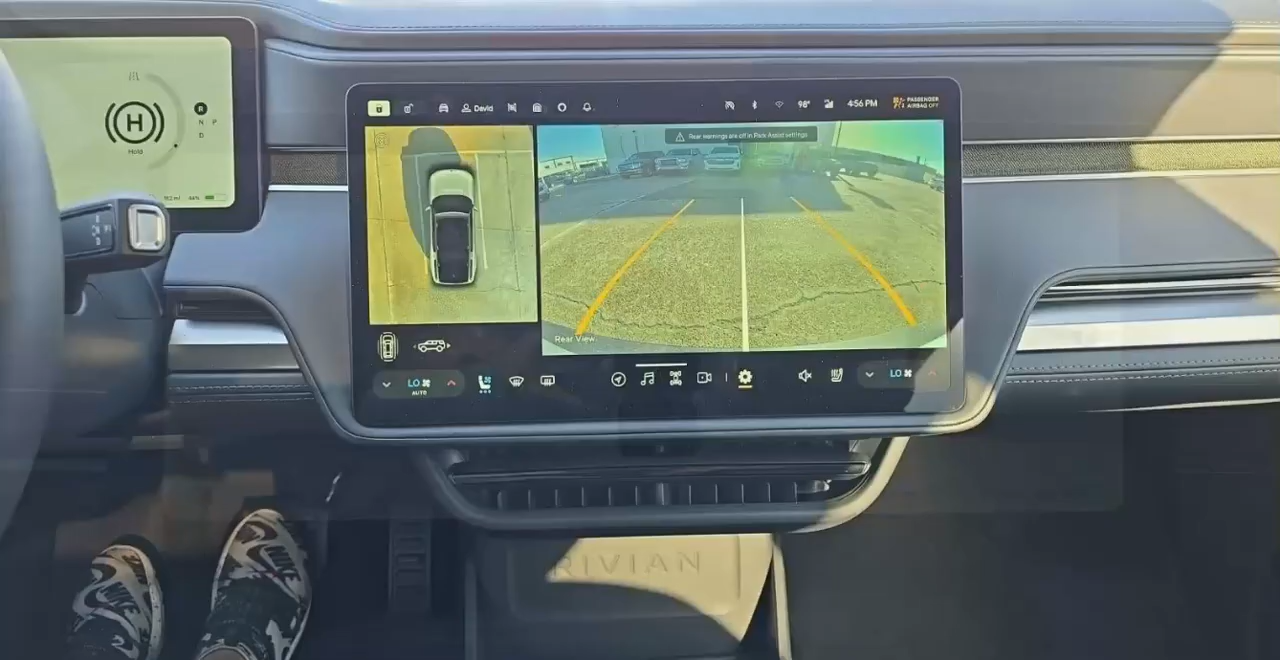 David
98°
4:56 PM
PASSENGER
AIRBAG OFF
R
N P
D
H
Hold
Rear warnings are off in Park Assist settings
Rear View
LO
AUTO
LO
RIVIAN
NIKE